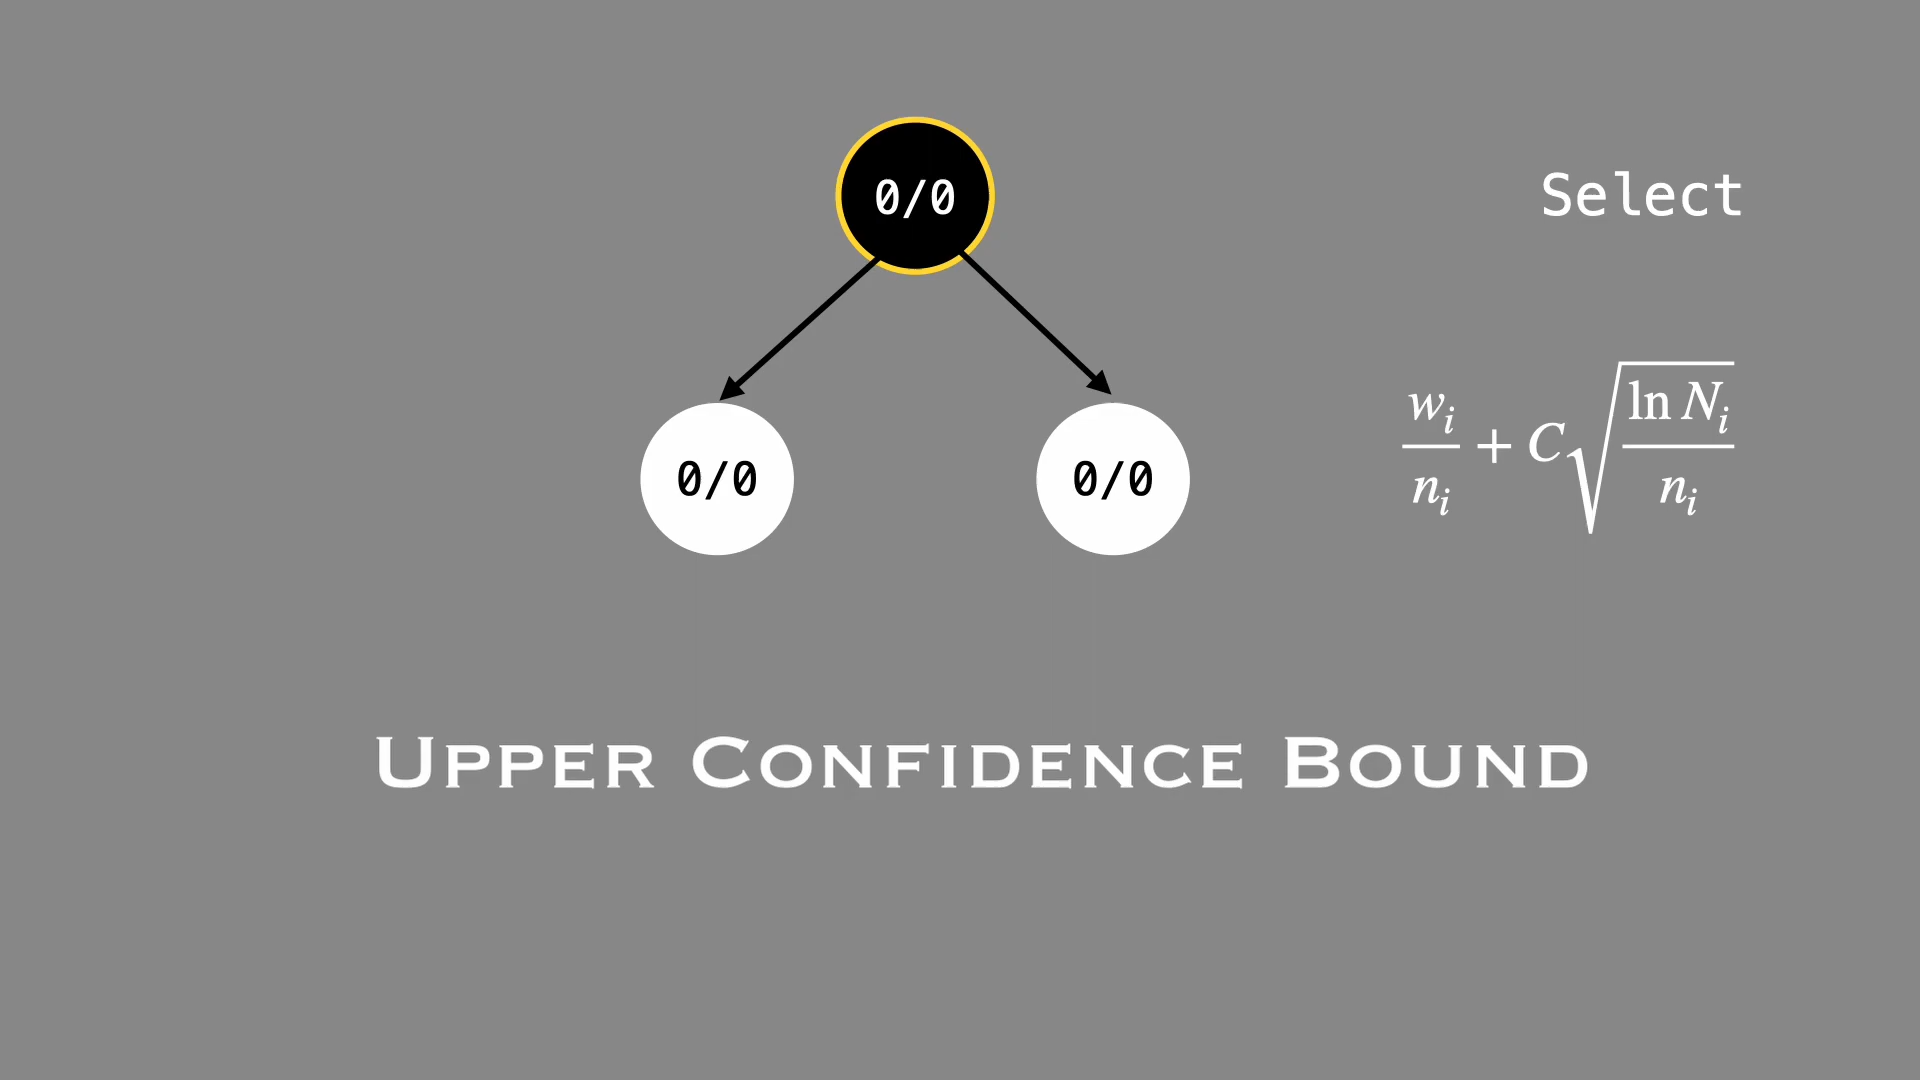 0/0
Select
0/0 0/0
w_i/n_i + C√(ln N_i/n_i)
UPPER CONFIDENCE BOUND